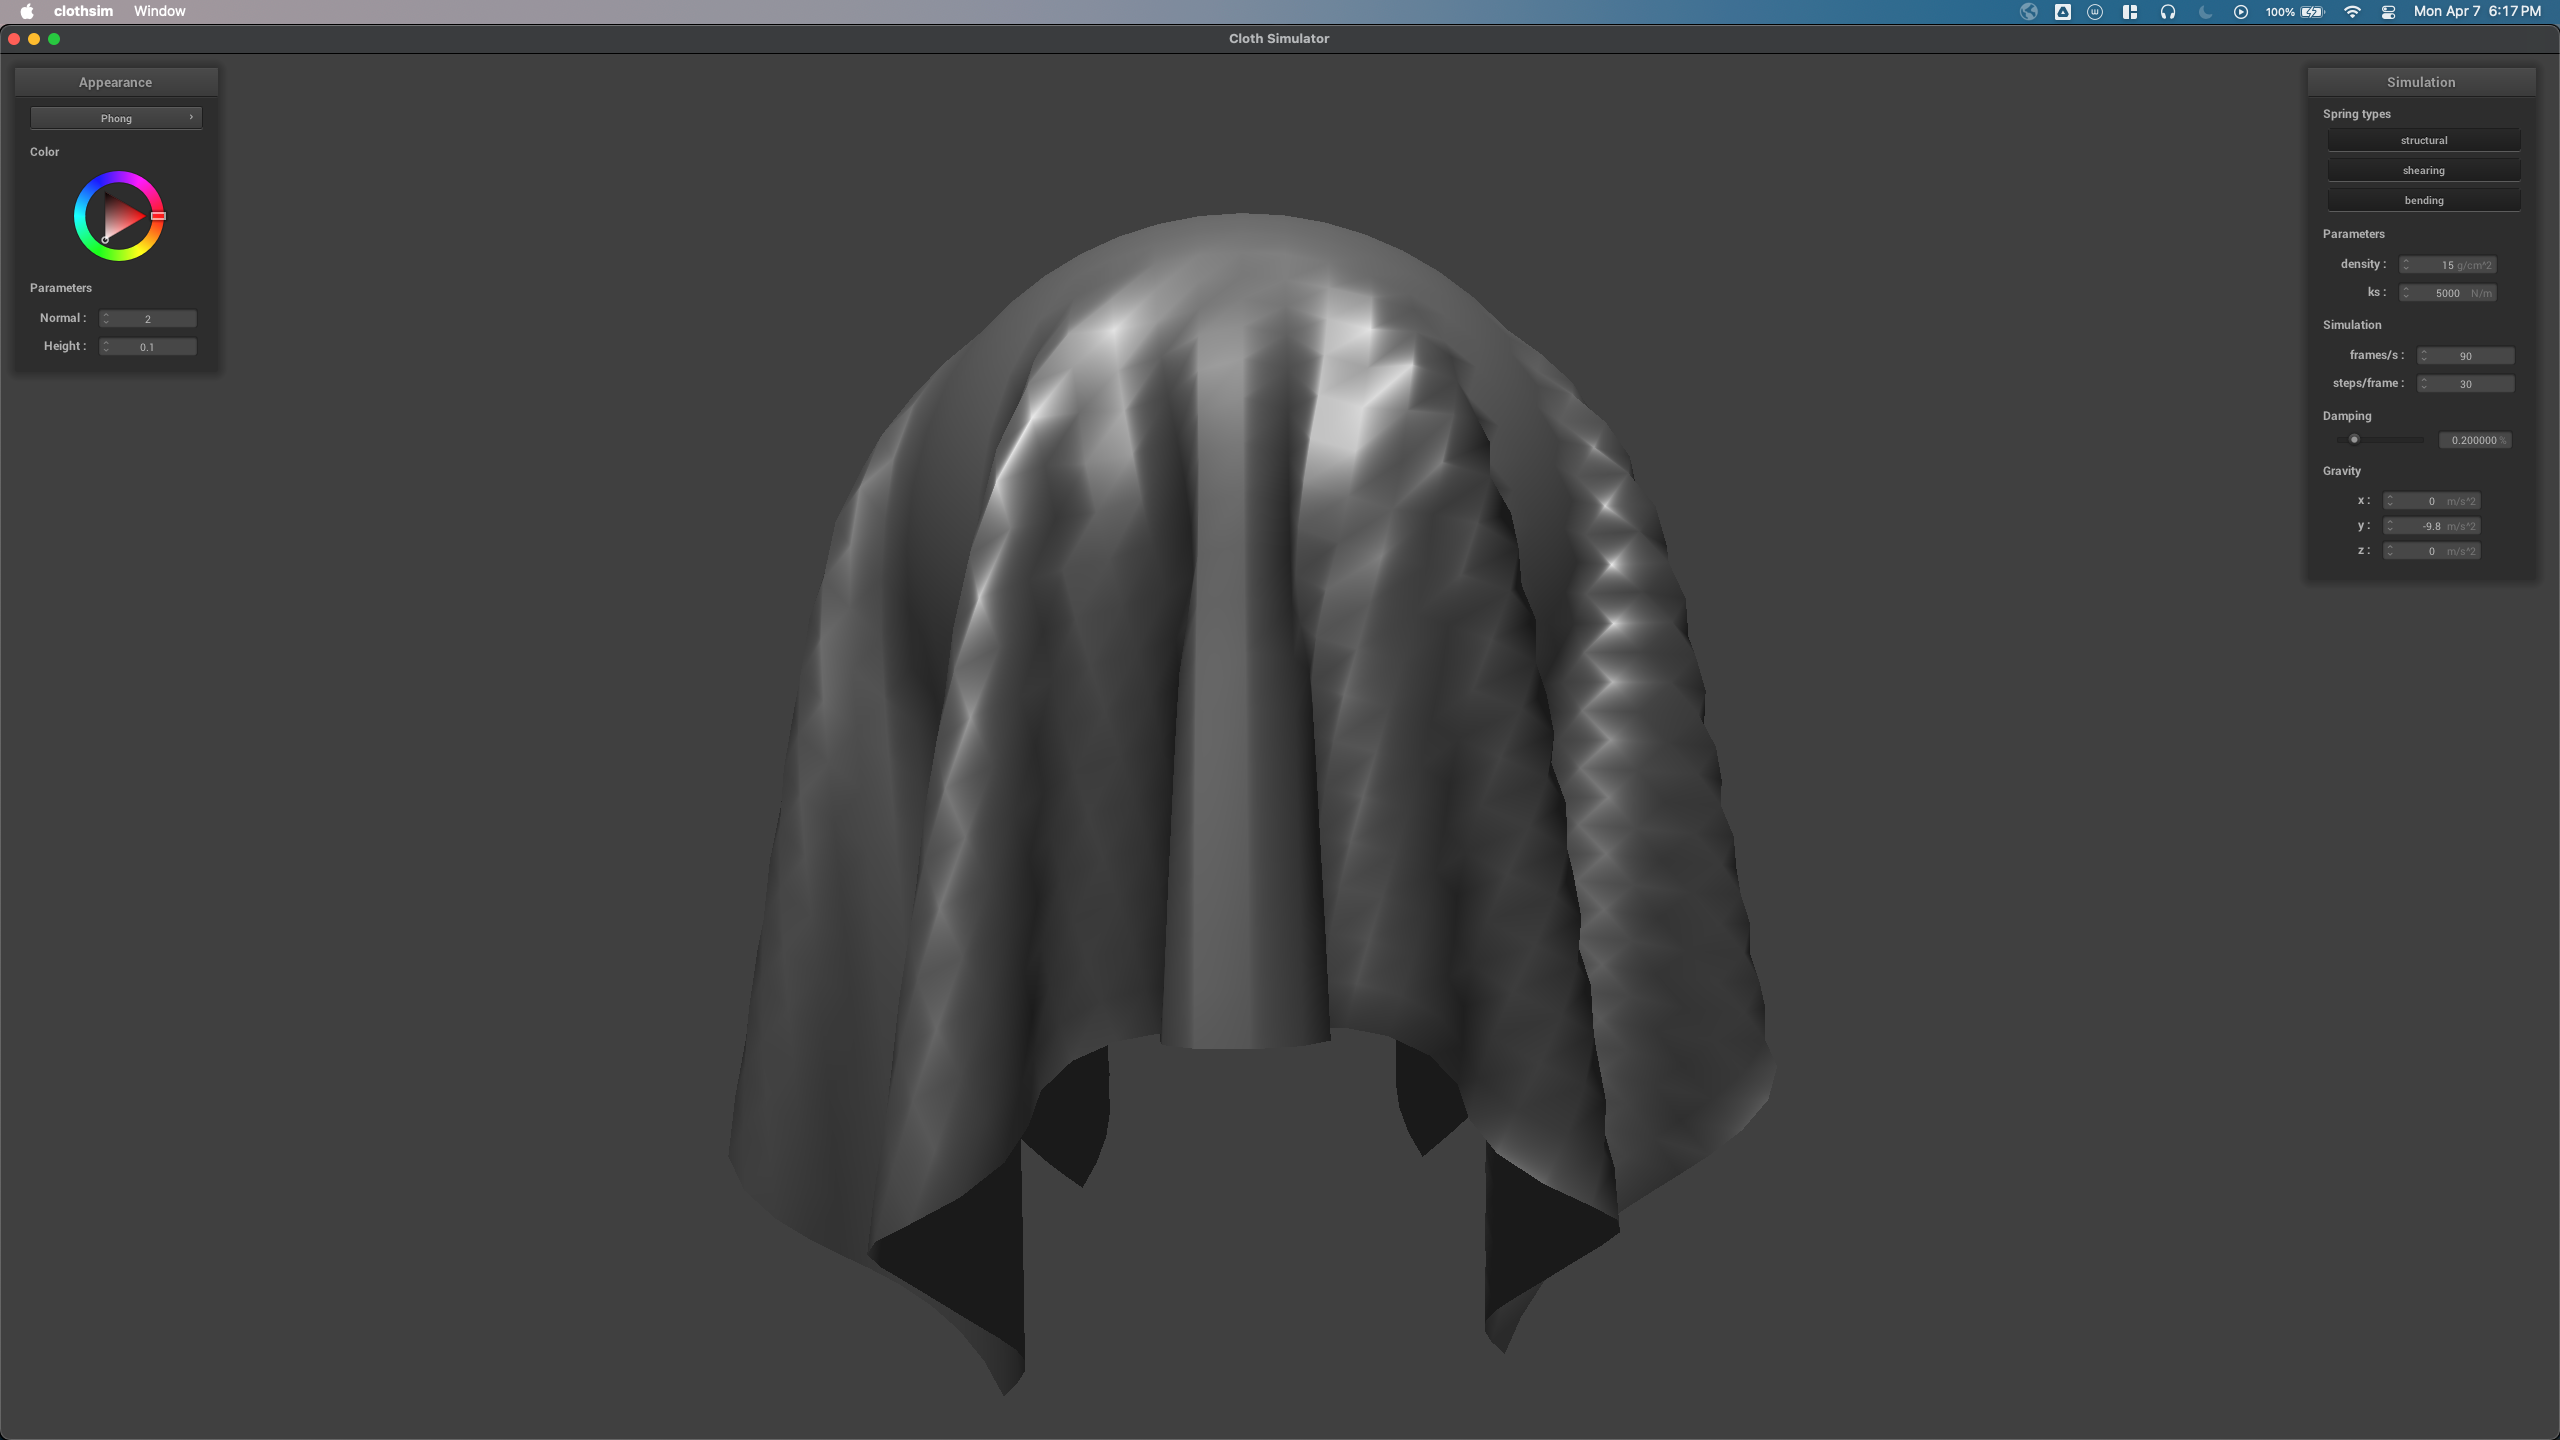 clothsim Window
100% Mon Apr 7 6:17 PM
Cloth Simulator
Appearance
Phong
Color
Parameters
Normal : 2
Height : 0.1
Simulation
Spring types
structural
shearing
bending
Parameters
density : 15 g/cm^2
ks : 5000 N/m
Simulation
frames/s : 90
steps/frame : 30
Damping
0.200000 %
Gravity
x : 0 m/s^2
y : -9.8 m/s^2
z : 0 m/s^2